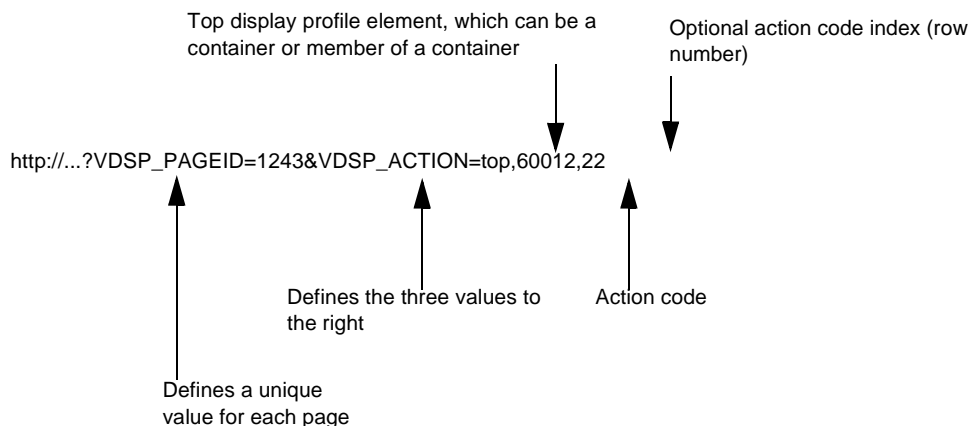 Top display profile element, which can be a
container or member of a container
Optional action code index (row
number)
http://...?VDSP_PAGEID=1243&VDSP_ACTION=top,60012,22
Defines the three values to
the right
Action code
Defines a unique
value for each page